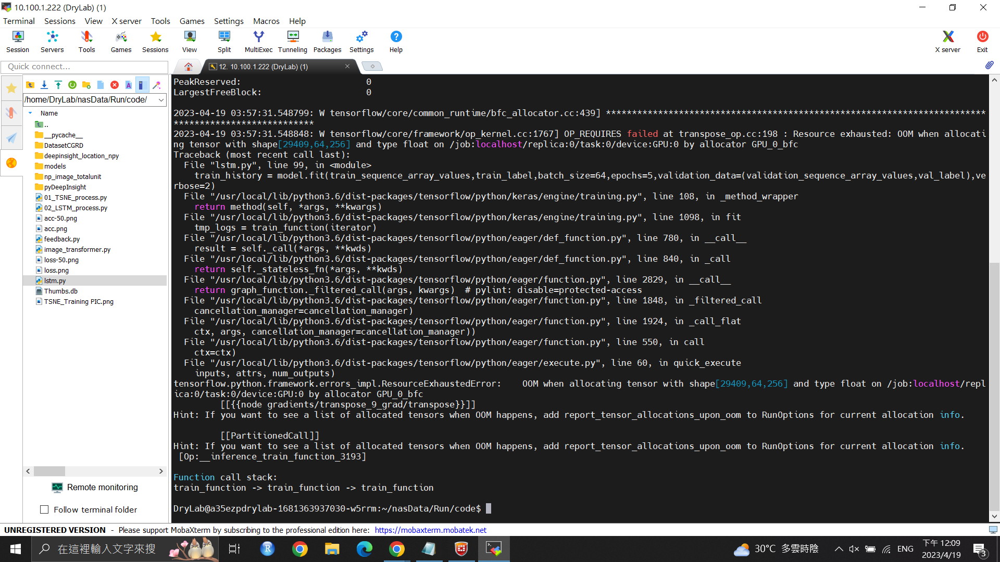 10.100.1.222 (DryLab) (1)
Terminal Sessions View X server Tools Games Settings Macros Help
Session Servers Tools Games Sessions View Split MultiExec Tunneling Packages Settings Help X server Exit
Quick connect...
12. 10.100.1.222 (DryLab) (1)
/home/DryLab/nasData/Run/code/
Name
..
__pycache__
DatasetCGRD
deepinsight_location_npy
models
np_image_totalunit
pyDeepInsight
01_TSNE_process.py
02_LSTM_process.py
acc-50.png
acc.png
feedback.py
image_transformer.py
loss-50.png
loss.png
lstm.py
Thumbs.db
TSNE_Training PIC.png
Remote monitoring
Follow terminal folder
PeakReserved: 0
LargestFreeBlock: 0
2023-04-19 03:57:31.548799: W tensorflow/core/common_runtime/bfc_allocator.cc:439] *************************************************************************
***************************
2023-04-19 03:57:31.548848: W tensorflow/core/framework/op_kernel.cc:1767] OP_REQUIRES failed at transpose_op.cc:198 : Resource exhausted: OOM when allocati
ng tensor with shape[29409,64,256] and type float on /job:localhost/replica:0/task:0/device:GPU:0 by allocator GPU_0_bfc
Traceback (most recent call last):
File "lstm.py", line 99, in <module>
train_history = model.fit(train_sequence_array_values,train_label,batch_size=64,epochs=5,validation_data=(validation_sequence_array_values,val_label),ve
rbose=2)
File "/usr/local/lib/python3.6/dist-packages/tensorflow/python/keras/engine/training.py", line 108, in _method_wrapper
return method(self, *args, **kwargs)
File "/usr/local/lib/python3.6/dist-packages/tensorflow/python/keras/engine/training.py", line 1098, in fit
tmp_logs = train_function(iterator)
File "/usr/local/lib/python3.6/dist-packages/tensorflow/python/eager/def_function.py", line 780, in __call__
result = self._call(*args, **kwds)
File "/usr/local/lib/python3.6/dist-packages/tensorflow/python/eager/def_function.py", line 840, in _call
return self._stateless_fn(*args, **kwds)
File "/usr/local/lib/python3.6/dist-packages/tensorflow/python/eager/function.py", line 2829, in __call__
return graph_function._filtered_call(args, kwargs)  # pylint: disable=protected-access
File "/usr/local/lib/python3.6/dist-packages/tensorflow/python/eager/function.py", line 1848, in _filtered_call
cancellation_manager=cancellation_manager)
File "/usr/local/lib/python3.6/dist-packages/tensorflow/python/eager/function.py", line 1924, in _call_flat
ctx, args, cancellation_manager=cancellation_manager))
File "/usr/local/lib/python3.6/dist-packages/tensorflow/python/eager/function.py", line 550, in call
ctx=ctx)
File "/usr/local/lib/python3.6/dist-packages/tensorflow/python/eager/execute.py", line 60, in quick_execute
inputs, attrs, num_outputs)
tensorflow.python.framework.errors_impl.ResourceExhaustedError:    OOM when allocating tensor with shape[29409,64,256] and type float on /job:localhost/repl
ica:0/task:0/device:GPU:0 by allocator GPU_0_bfc
[[{{node gradients/transpose_9_grad/transpose}}]]
Hint: If you want to see a list of allocated tensors when OOM happens, add report_tensor_allocations_upon_oom to RunOptions for current allocation info.
[[PartitionedCall]]
Hint: If you want to see a list of allocated tensors when OOM happens, add report_tensor_allocations_upon_oom to RunOptions for current allocation info.
[Op:__inference_train_function_3193]
Function call stack:
train_function -> train_function -> train_function
DryLab@a35ezpdrylab-1681363937030-w5rrm:~/nasData/Run/code$
UNREGISTERED VERSION - Please support MobaXterm by subscribing to the professional edition here: https://mobaxterm.mobatek.net
在這裡輸入文字來搜
30°C 多雲時陰
ENG
下午 12:09
2023/4/19
3